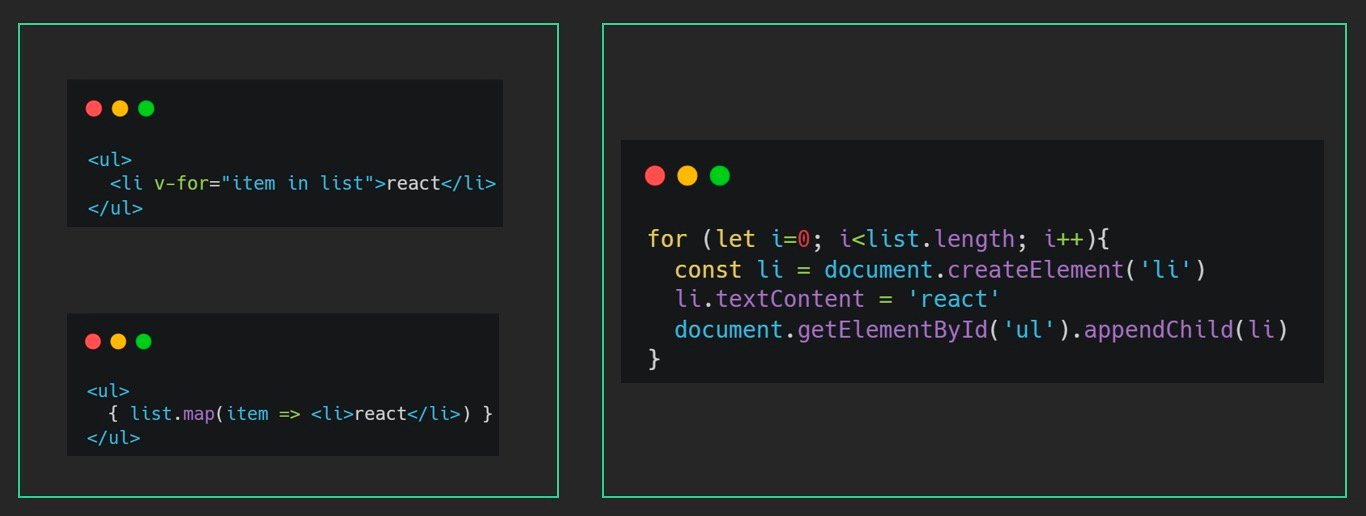 <ul>
  <li v-for="item in list">react</li>
</ul>
<ul>
  { list.map(item => <li>react</li>) }
</ul>
for (let i=0; i<list.length; i++){
  const li = document.createElement('li')
  li.textContent = 'react'
  document.getElementById('ul').appendChild(li)
}